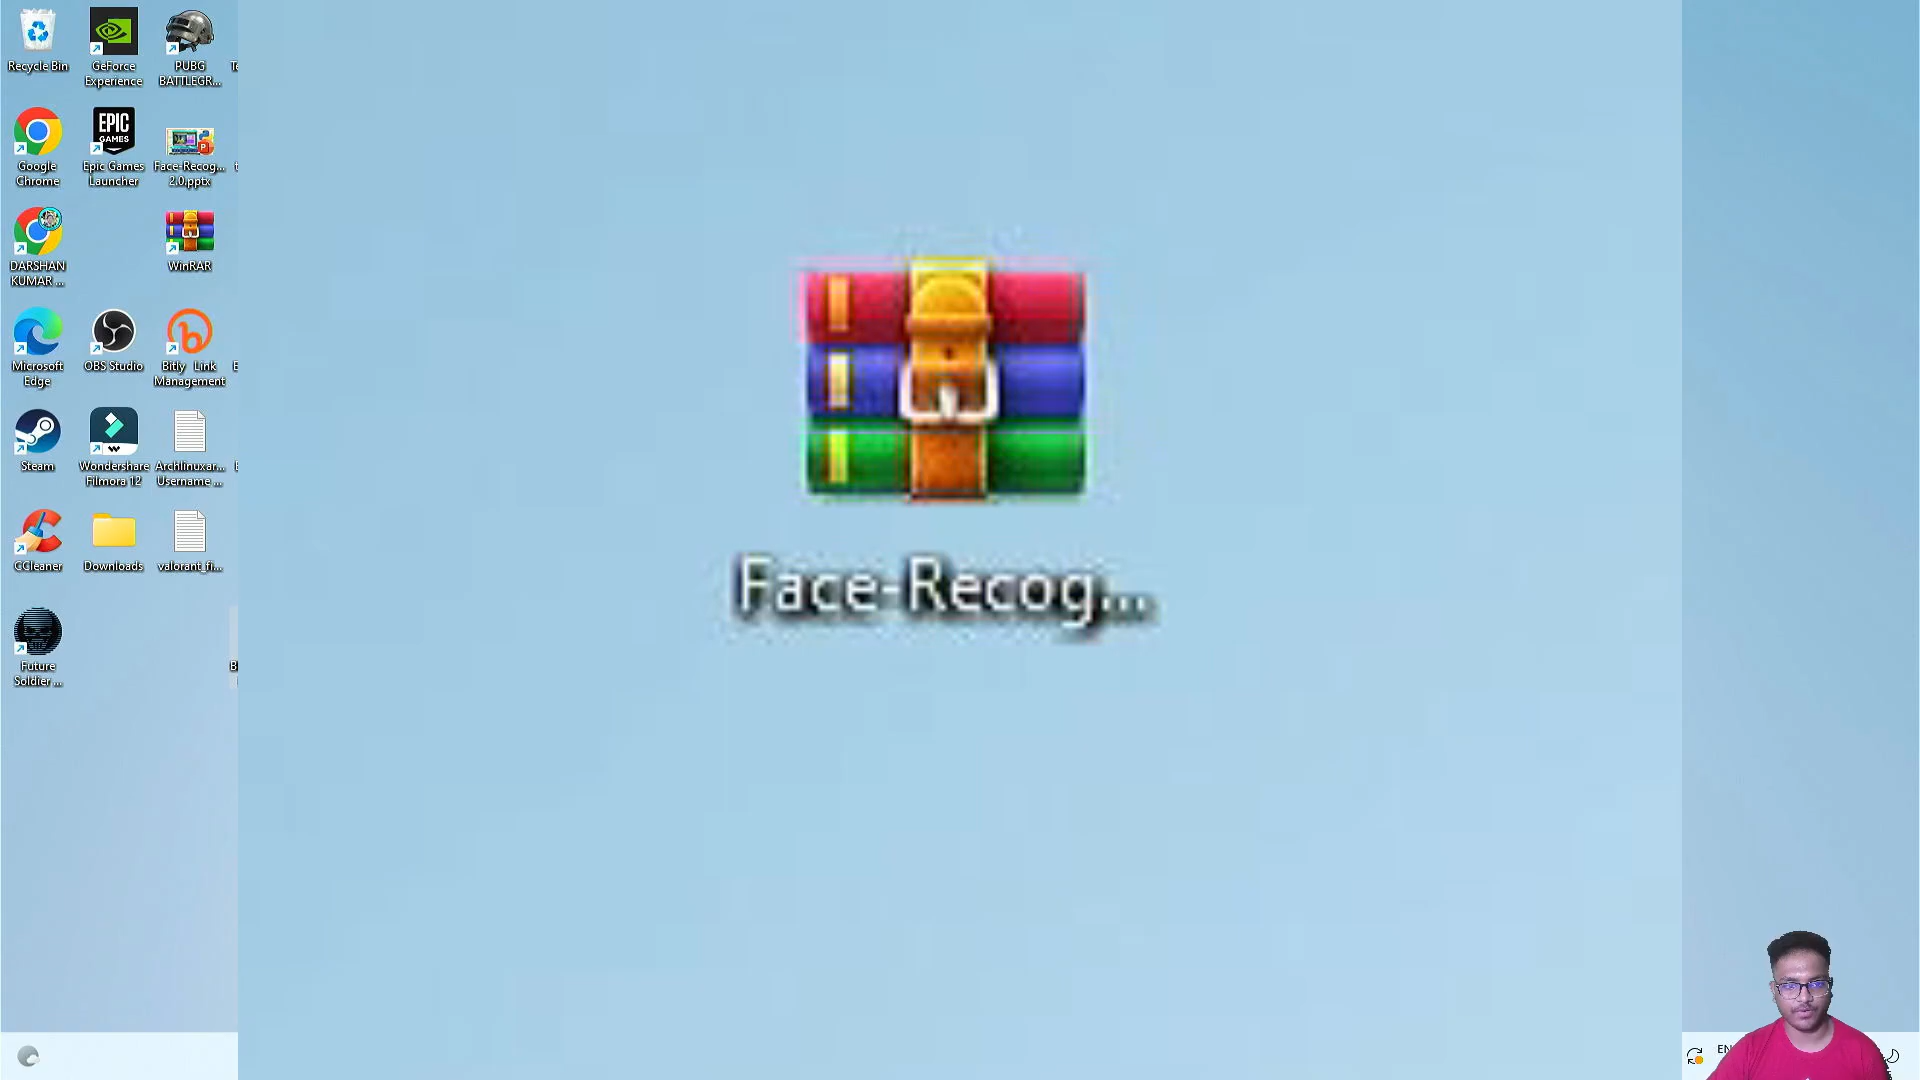 Recycle Bin
GeForce
Experience
PUBG
BATTLEGR...
Google
Chrome
EPIC
GAMES
Epic Games
Launcher
Face-Recog...
2.0.pptx
DARSHAN
KUMAR ...
WinRAR
Microsoft
Edge
OBS Studio
Bitly Link
Management
Steam
Wondershare
Filmora 12
Archlinuxar...
Username ...
CCleaner
Downloads
valorant_fi...
Future
Soldier ...
Face-Recog...